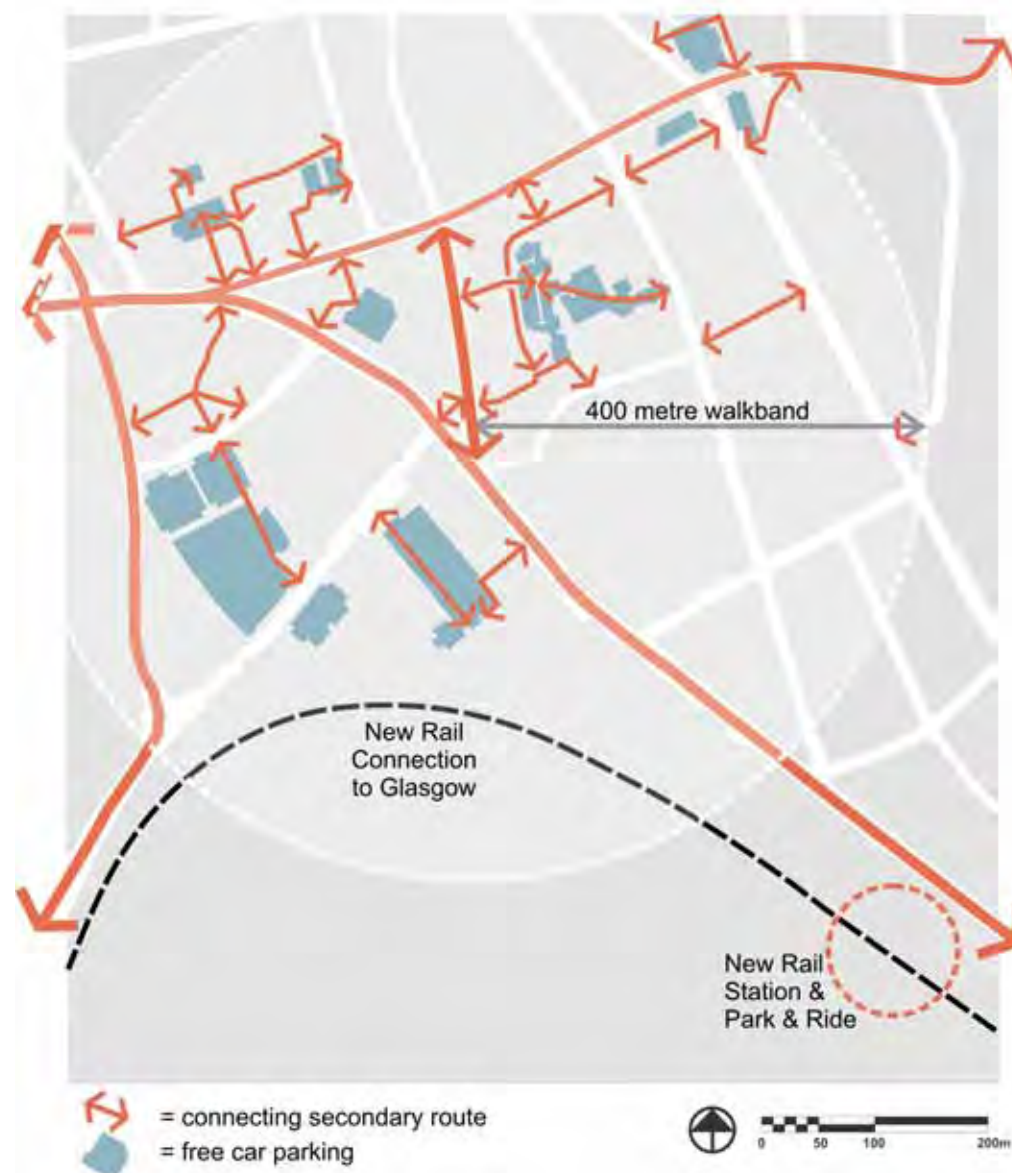 400 metre walkband
New Rail
Connection
to Glasgow
New Rail
Station &
Park & Ride
= connecting secondary route
= free car parking
0 50 100 200m